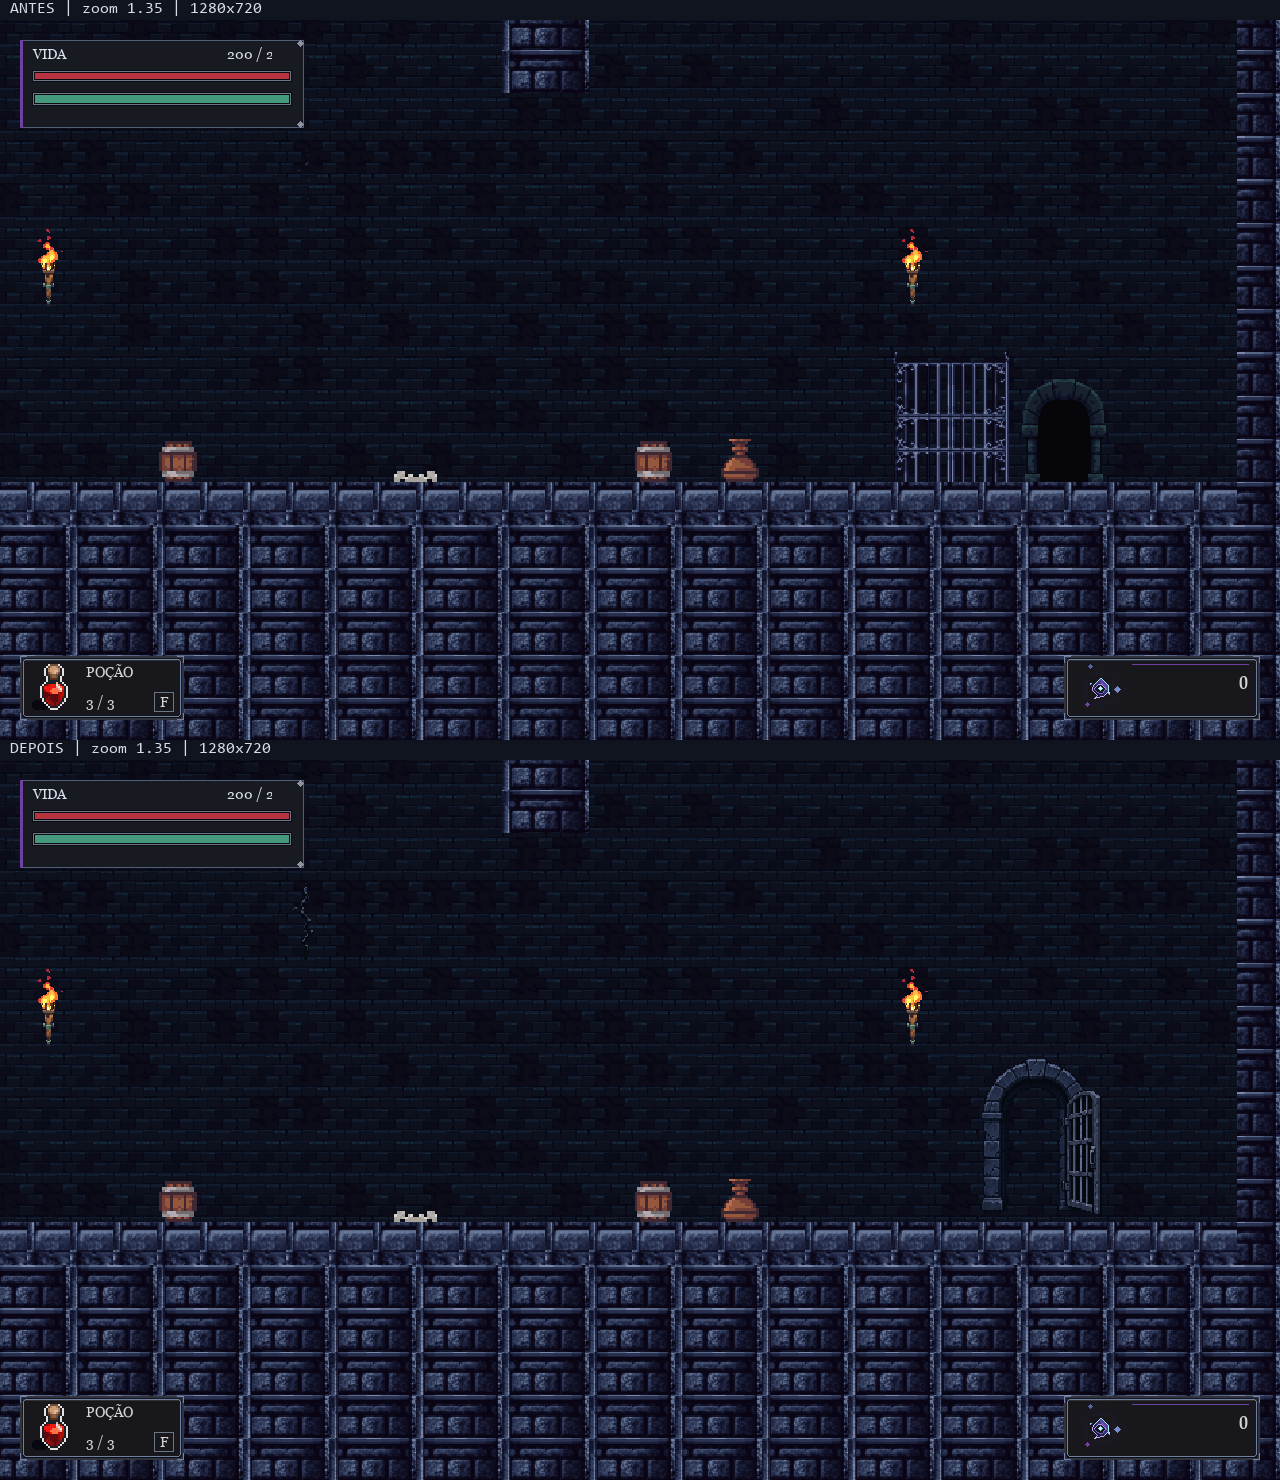 ANTES | zoom 1.35 | 1280x720
VIDA 200 / 2
POÇÃO
3 / 3 F
0
DEPOIS | zoom 1.35 | 1280x720
VIDA 200 / 2
POÇÃO
3 / 3 F
0